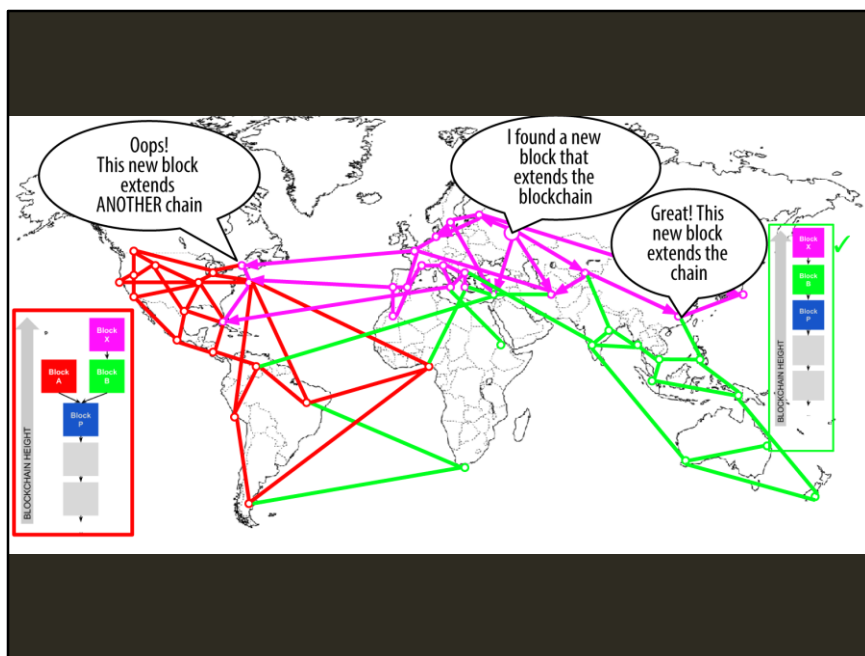 Oops!
This new block
extends
ANOTHER chain
I found a new
block that
extends the
blockchain
Great! This
new block
extends the
chain
BLOCKCHAIN HEIGHT
Block
X
Block
A
Block
B
Block
P
BLOCKCHAIN HEIGHT
Block
X
Block
B
Block
P